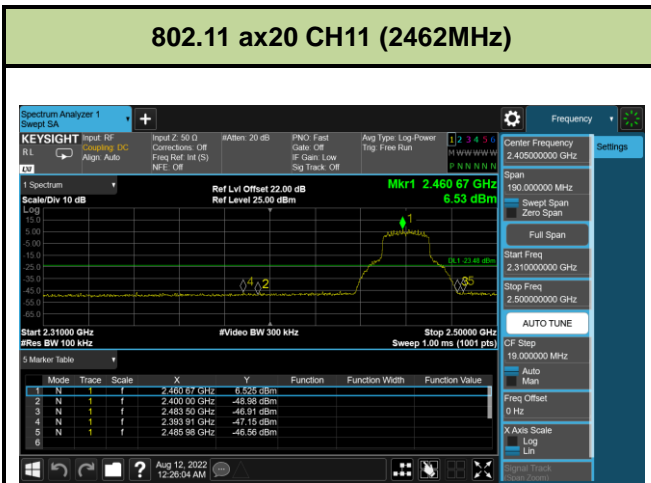 802.11 ax20 CH11 (2462MHz)
Spectrum Analyzer 1
Swept SA
+
Frequency
Settings
KEYSIGHT
RL
LXI
Input: RF
Coupling: DC
Align: Auto
Input Z: 50 Ω
Corrections: Off
Freq Ref: Int (S)
NFE: Off
#Atten: 20 dB
PNO: Fast
Gate: Off
IF Gain: Low
Sig Track: Off
Avg Type: Log-Power
Trig: Free Run
1 2 3 4 5 6
M W W W W W
P N N N N N
1 Spectrum
Scale/Div 10 dB
Ref Lvl Offset 22.00 dB
Ref Level 25.00 dBm
Mkr1 2.460 67 GHz
6.53 dBm
Log
15.0
5.00
-5.00
-15.0
-25.0
-35.0
-45.0
-55.0
-65.0
1
DL1 -23.48 dBm
4 2
3 5
Start 2.31000 GHz
#Res BW 100 kHz
#Video BW 300 kHz
Stop 2.50000 GHz
Sweep 1.00 ms (1001 pts)
5 Marker Table
Mode Trace Scale X Y Function Function Width Function Value
1 N 1 f 2.460 67 GHz 6.525 dBm
2 N 1 f 2.400 00 GHz -48.98 dBm
3 N 1 f 2.483 50 GHz -46.91 dBm
4 N 1 f 2.393 91 GHz -47.15 dBm
5 N 1 f 2.485 98 GHz -46.56 dBm
6
Center Frequency
2.405000000 GHz
Span
190.000000 MHz
Swept Span
Zero Span
Full Span
Start Freq
2.310000000 GHz
Stop Freq
2.500000000 GHz
AUTO TUNE
CF Step
19.000000 MHz
Auto
Man
Freq Offset
0 Hz
X Axis Scale
Log
Lin
Signal Track
(Span Zoom)
?
Aug 12, 2022
12:26:04 AM